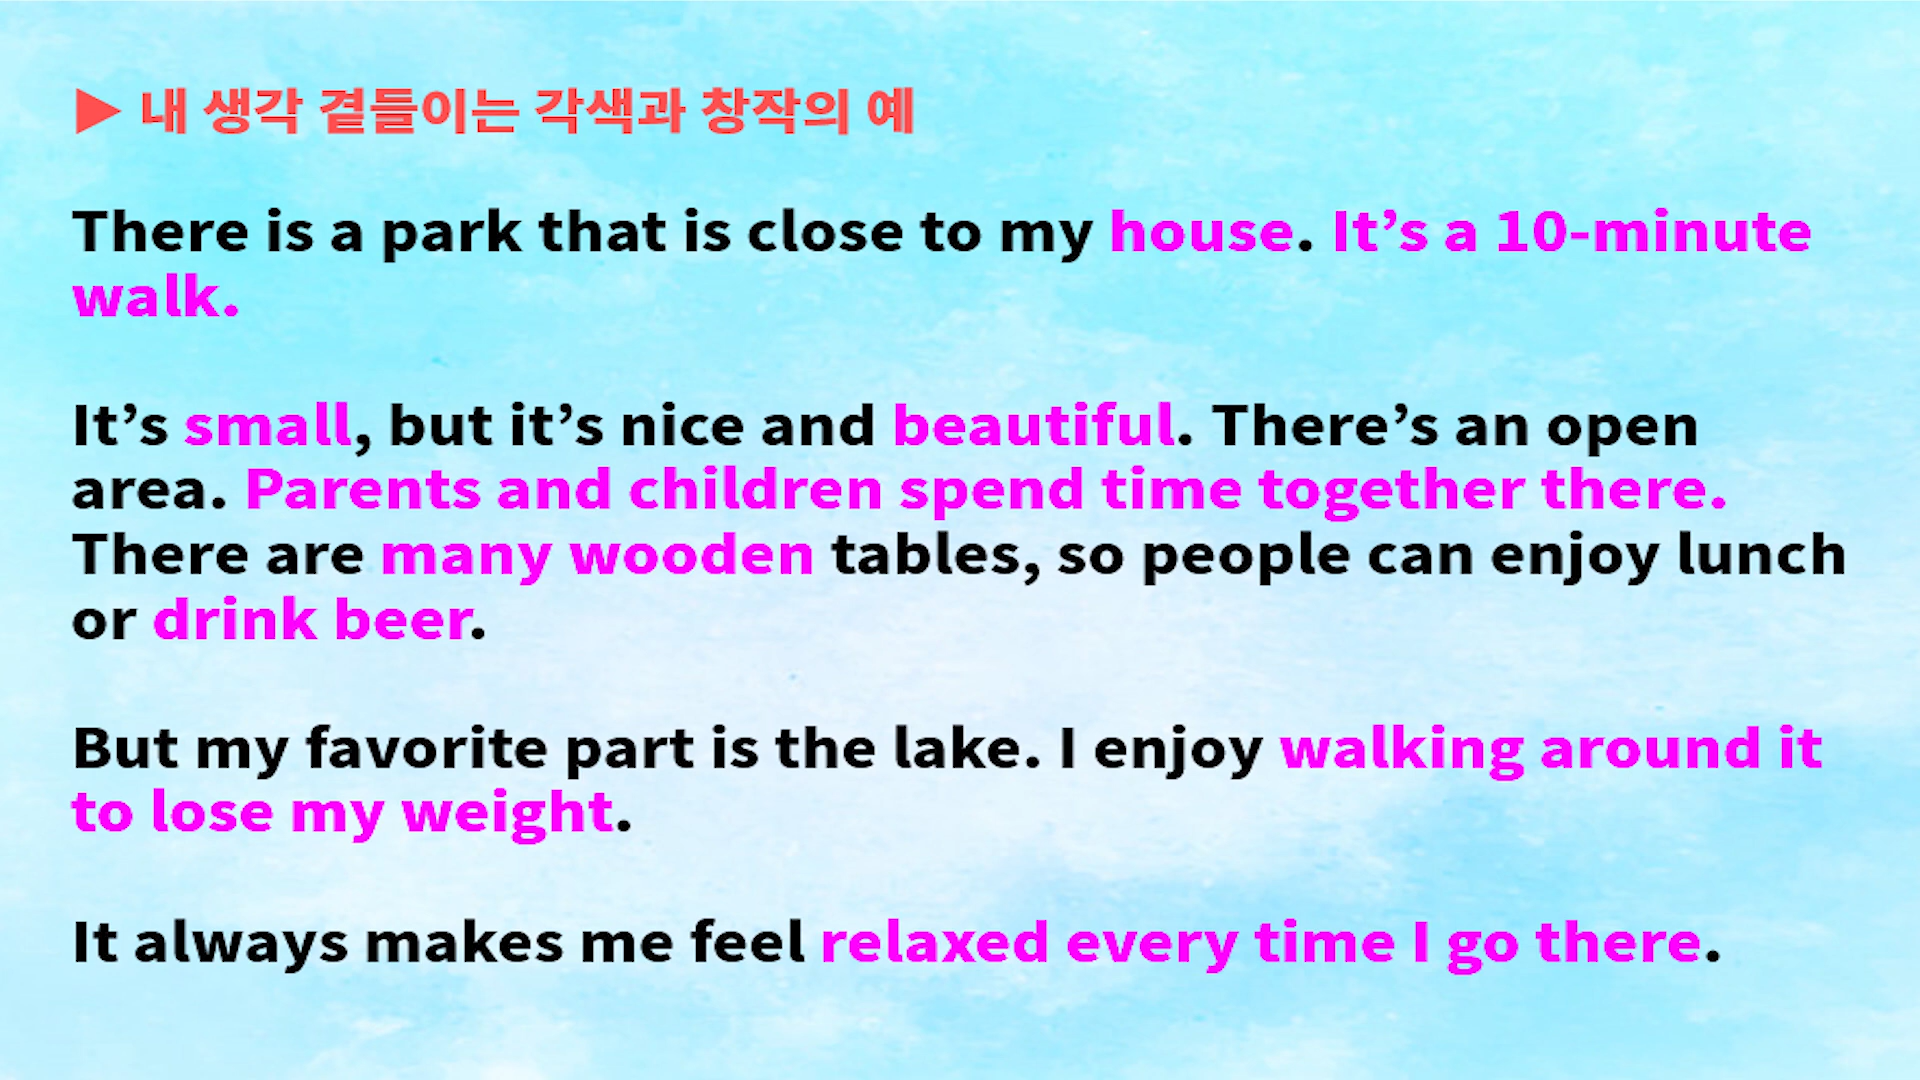 ▶ 내 생각 곁들이는 각색과 창작의 예
There is a park that is close to my house. It’s a 10-minute
walk.
It’s small, but it’s nice and beautiful. There’s an open
area. Parents and children spend time together there.
There are many wooden tables, so people can enjoy lunch
or drink beer.
But my favorite part is the lake. I enjoy walking around it
to lose my weight.
It always makes me feel relaxed every time I go there.